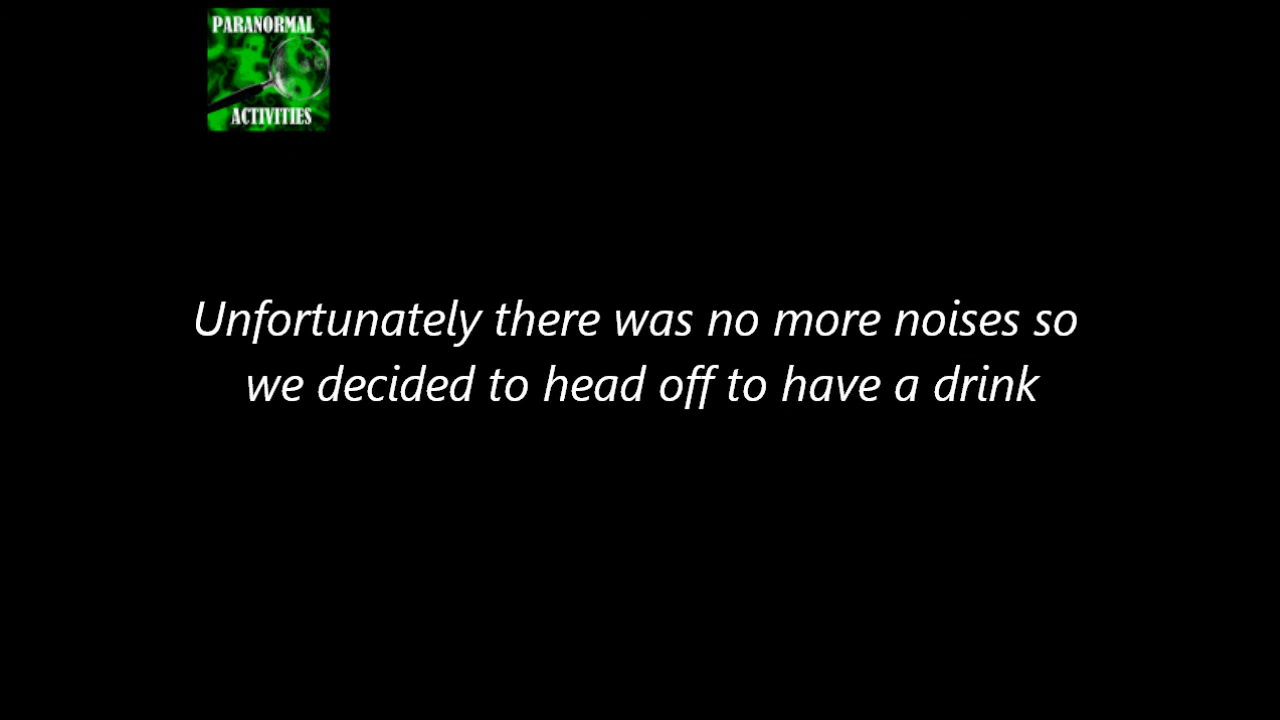 PARANORMAL
ACTIVITIES
Unfortunately there was no more noises so
we decided to head off to have a drink